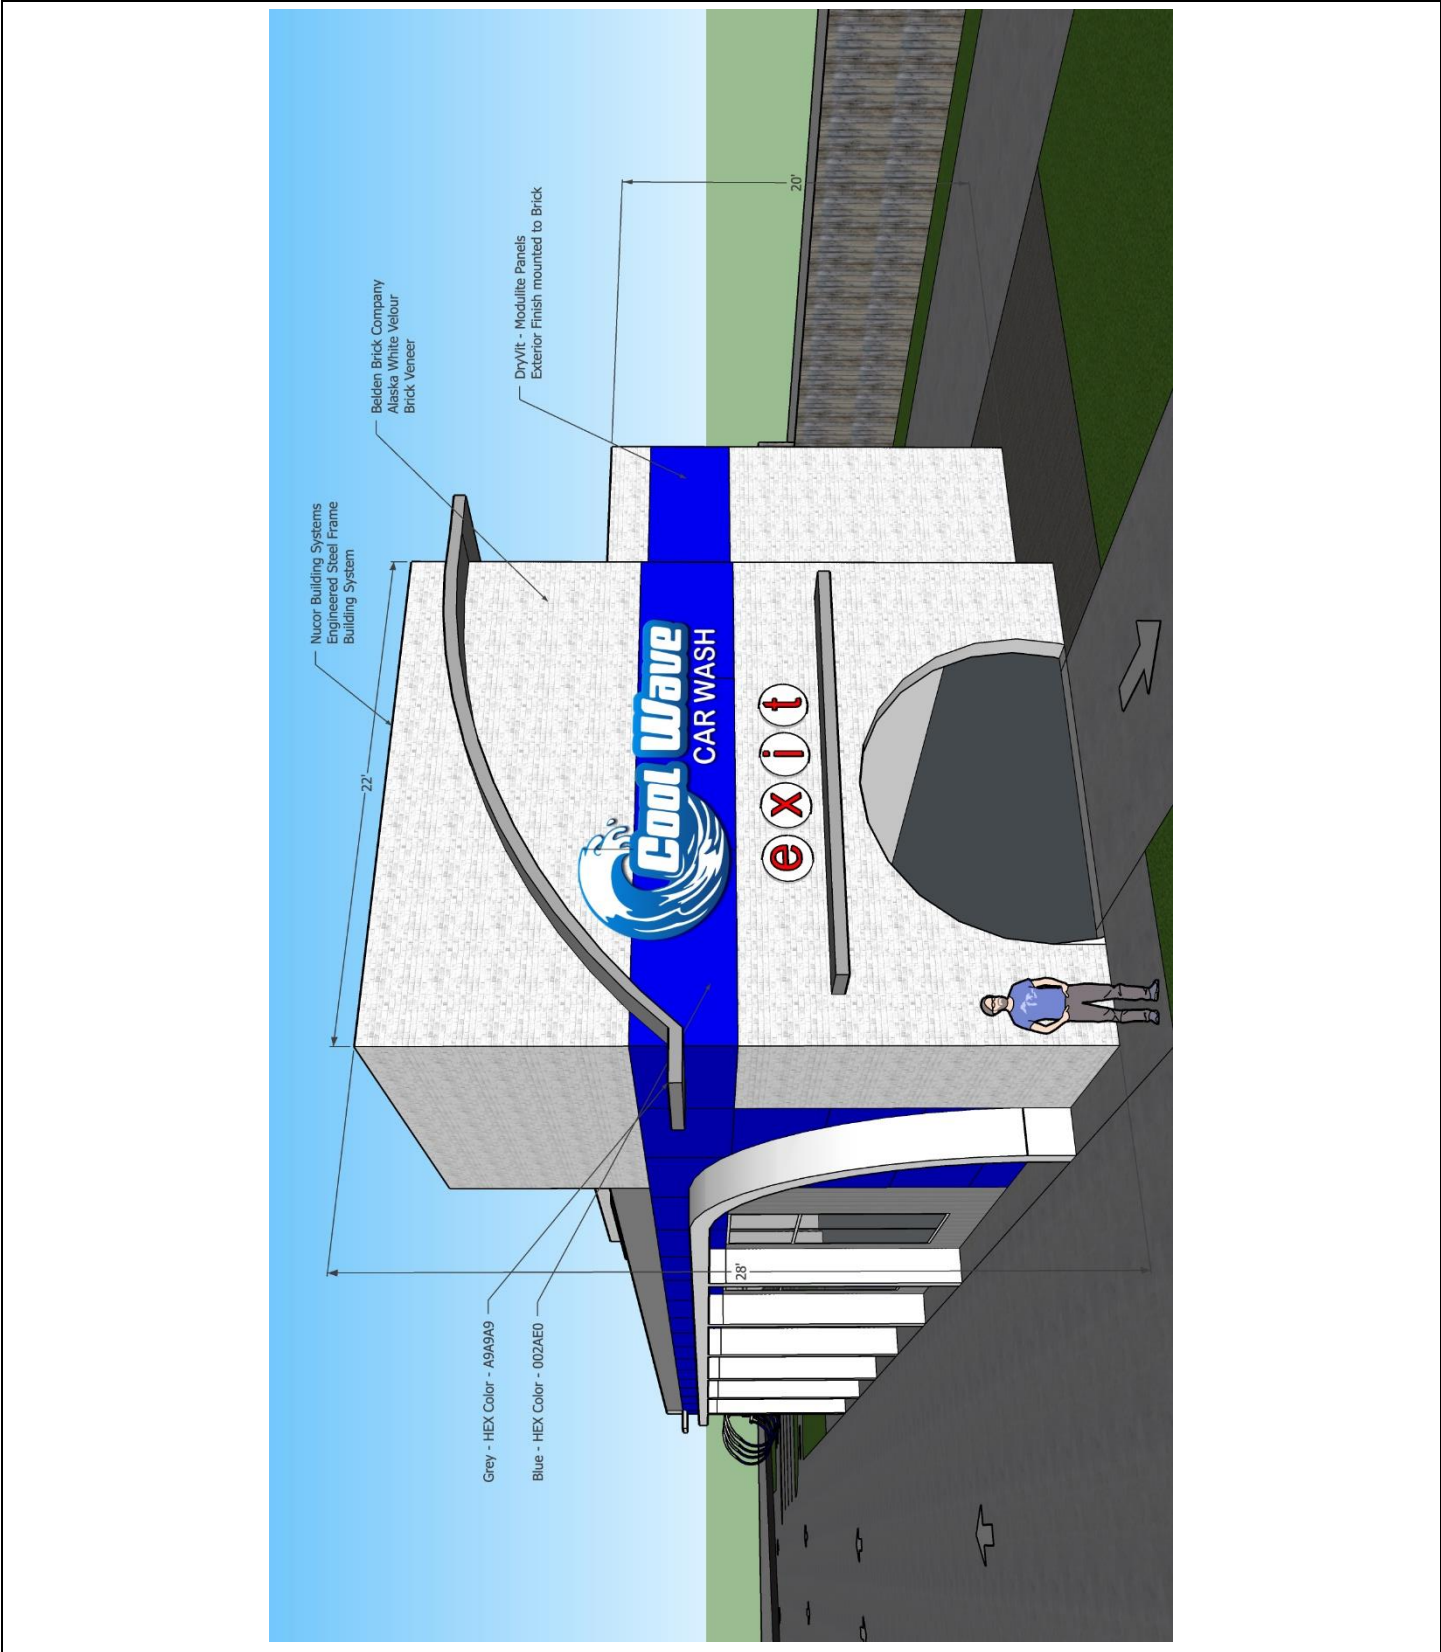 Nucor Building Systems
Engineered Steel Frame
Building System
Belden Brick Company
Alaska White Velour
Brick Veneer
DryVit - Modulite Panels
Exterior Finish mounted to Brick
22'
20'
Cool Wave
CAR WASH
exit
28'
Grey - HEX Color - A9A9A9
Blue - HEX Color - 002AE0